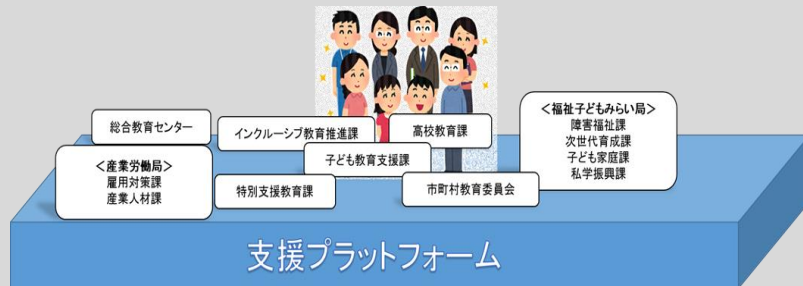 総合教育センター
インクルーシブ教育推進課
高校教育課
<福祉子どもみらい局>
障害福祉課
次世代育成課
子ども家庭課
私学振興課
<産業労働局>
雇用対策課
産業人材課
子ども教育支援課
特別支援教育課
市町村教育委員会
支援プラットフォーム